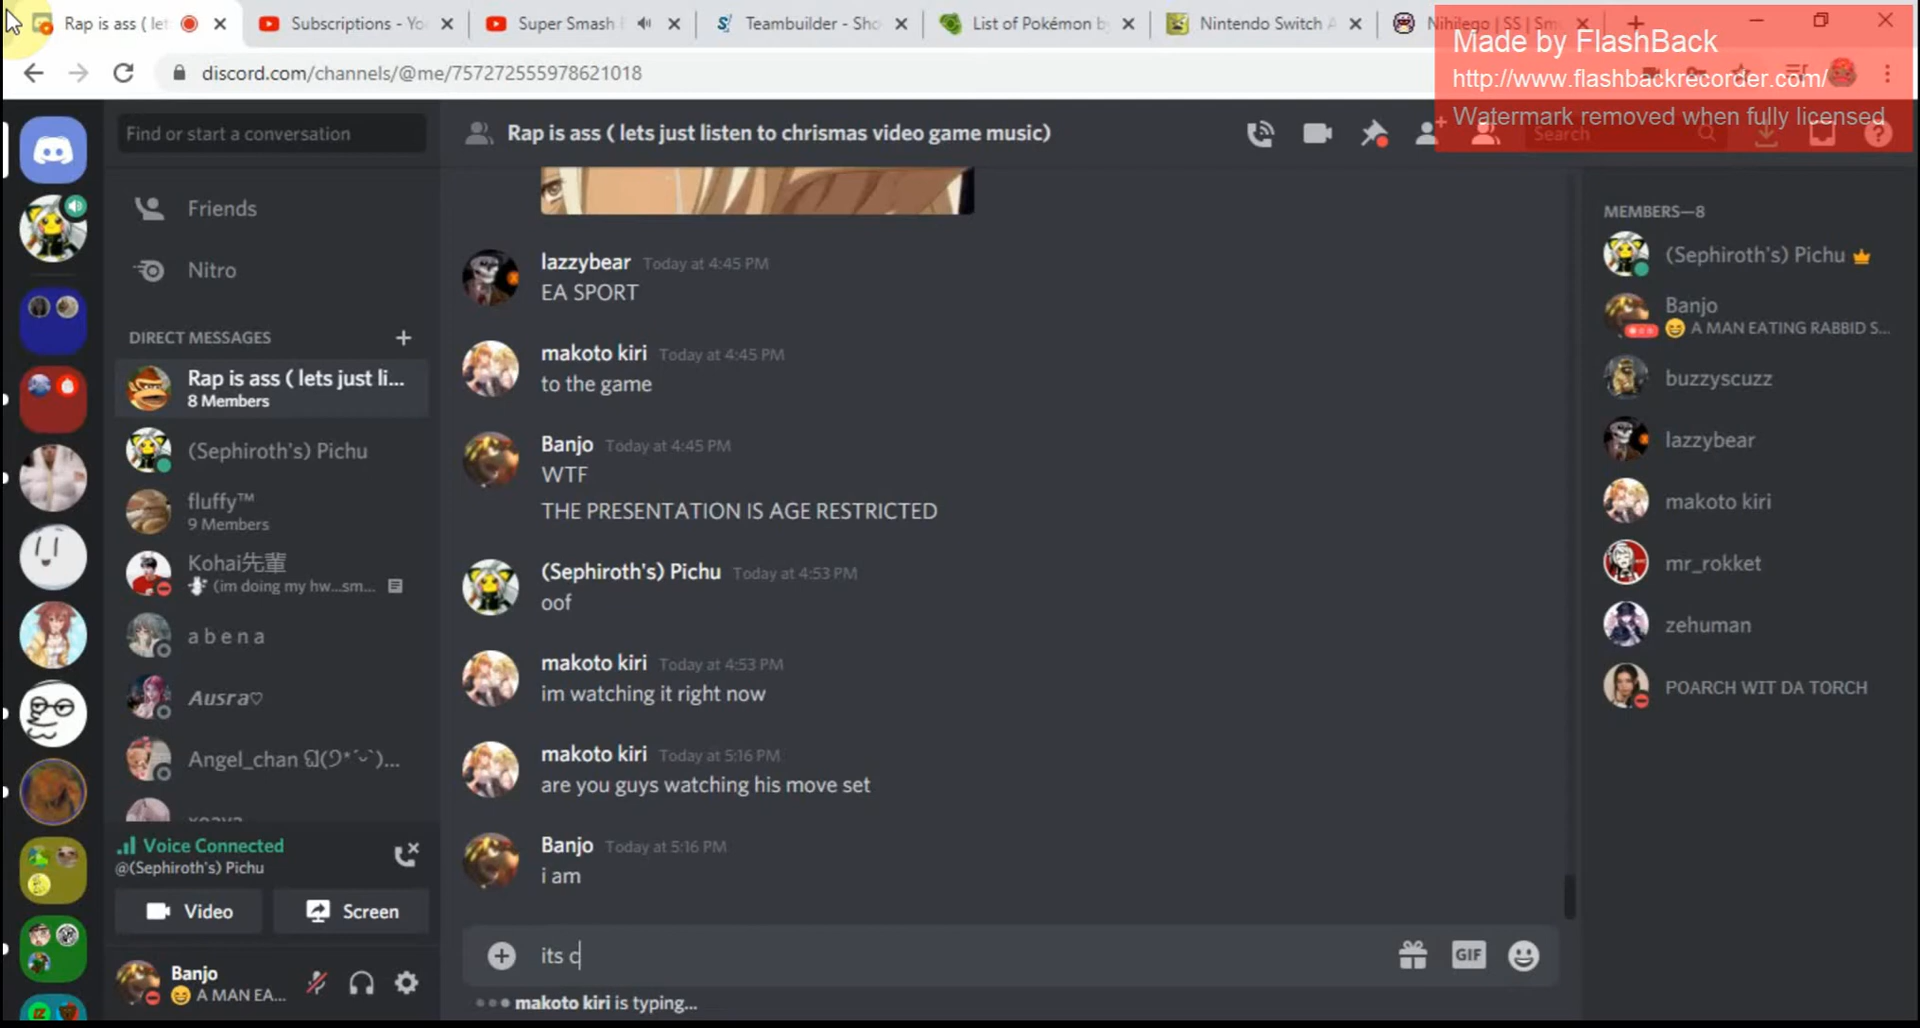 Rap is ass ( let
Subscriptions - Yo
Super Smash
Teambuilder - Sho
List of Pokémon by
Nintendo Switch A
Nihilego | SS | Sm
discord.com/channels/@me/757272555978621018
Made by FlashBack
http://www.flashbackrecorder.com/
Watermark removed when fully licensed
Find or start a conversation
Rap is ass ( lets just listen to chrismas video game music)
Search
Friends
Nitro
DIRECT MESSAGES
Rap is ass ( lets just li...
8 Members
(Sephiroth's) Pichu
fluffy™
9 Members
Kohai先輩
(im doing my hw...sm...
a b e n a
Ausra♡
Angel_chan
Voice Connected
@(Sephiroth's) Pichu
Video
Screen
Banjo
A MAN EA...
lazzybear Today at 4:45 PM
EA SPORT
makoto kiri Today at 4:45 PM
to the game
Banjo Today at 4:45 PM
WTF
THE PRESENTATION IS AGE RESTRICTED
(Sephiroth's) Pichu Today at 4:53 PM
oof
makoto kiri Today at 4:53 PM
im watching it right now
makoto kiri Today at 5:16 PM
are you guys watching his move set
Banjo Today at 5:16 PM
i am
its c
GIF
makoto kiri is typing...
MEMBERS—8
(Sephiroth's) Pichu
Banjo
A MAN EATING RABBID S...
buzzyscuzz
lazzybear
makoto kiri
mr_rokket
zehuman
POARCH WIT DA TORCH